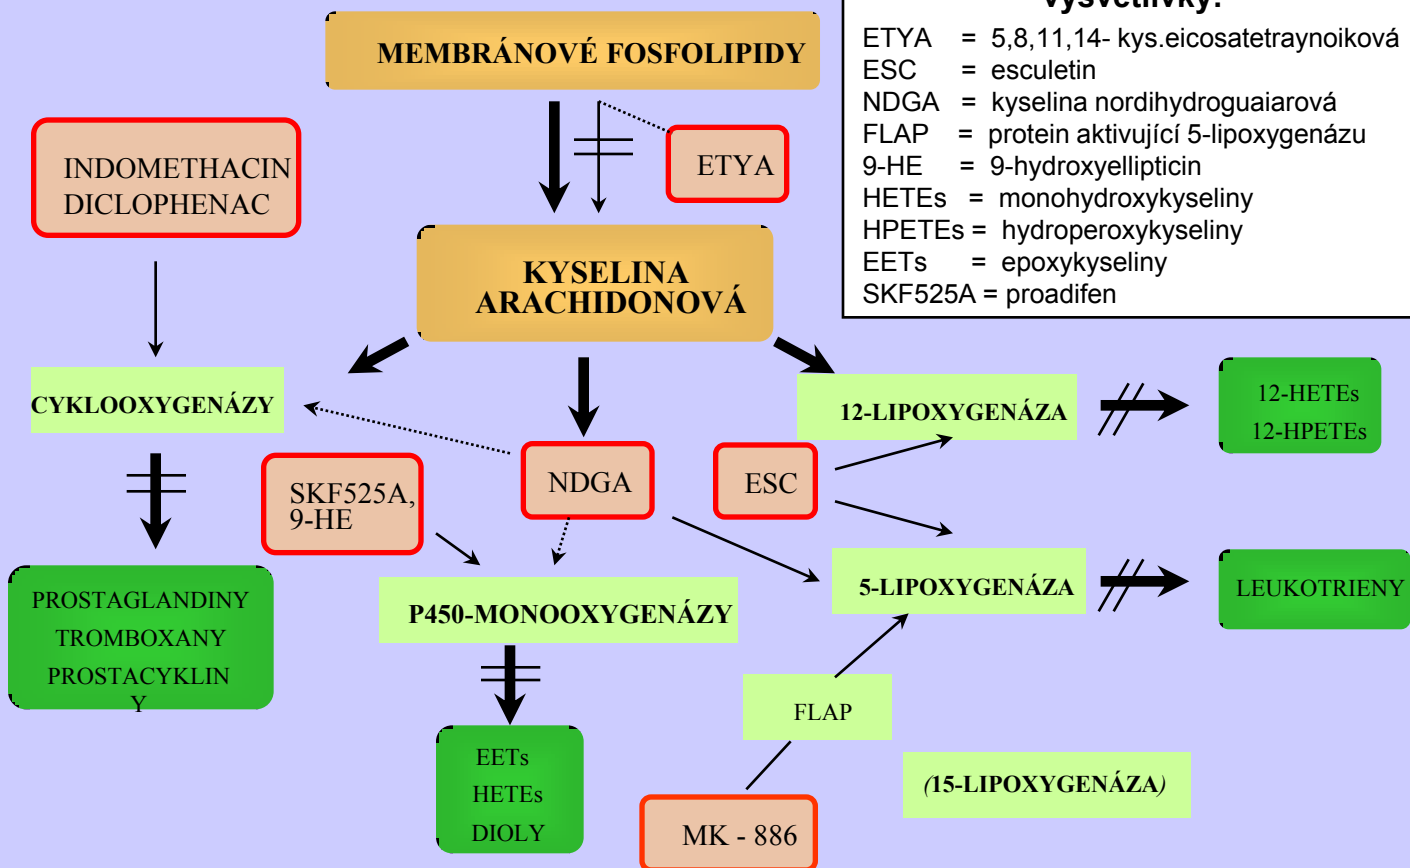 vysvětlivky:
ETYA = 5,8,11,14- kys.eicosatetraynoiková
ESC = esculetin
NDGA = kyselina nordihydroguaiarová
FLAP = protein aktivující 5-lipoxygenázu
9-HE = 9-hydroxyellipticin
HETEs = monohydroxykyseliny
HPETEs = hydroperoxykyseliny
EETs = epoxykyseliny
SKF525A = proadifen
MEMBRÁNOVÉ FOSFOLIPIDY
ETYA
INDOMETHACIN
DICLOPHENAC
KYSELINA
ARACHIDONOVÁ
CYKLOOXYGENÁZY
12-LIPOXYGENÁZA
12-HETEs
12-HPETEs
SKF525A,
9-HE
NDGA
ESC
PROSTAGLANDINY
TROMBOXANY
PROSTACYKLIN
Y
P450-MONOOXYGENÁZY
5-LIPOXYGENÁZA
LEUKOTRIENY
FLAP
EETs
HETEs
DIOLY
(15-LIPOXYGENÁZA)
MK - 886